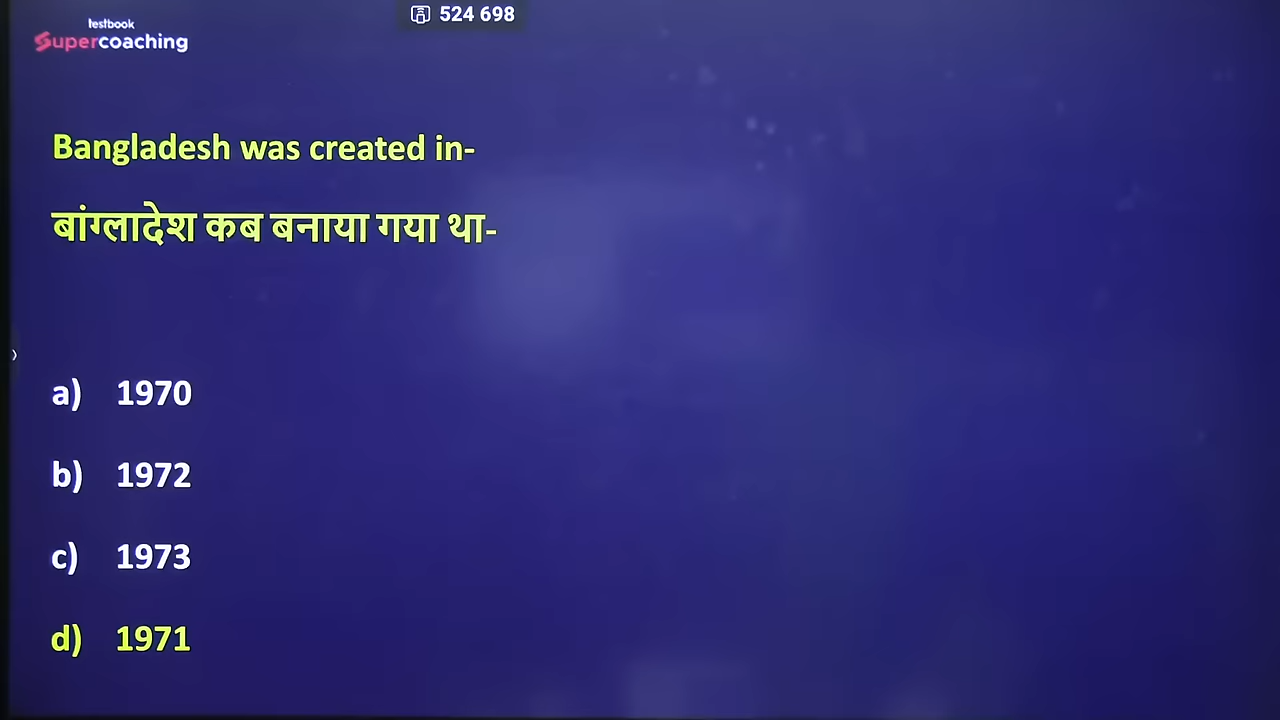 testbook
Supercoaching
524 698
Bangladesh was created in-
बांग्लादेश कब बनाया गया था-
a) 1970
b) 1972
c) 1973
d) 1971